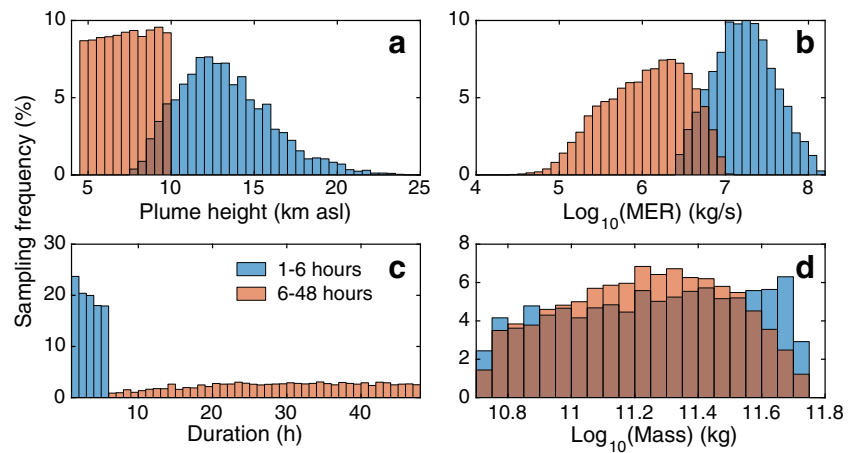 Sampling frequency (%)
10
5
0
a
5 10 15 20 25
Plume height (km asl)
10
5
0
b
4 5 6 7 8
Log10(MER) (kg/s)
30
20
10
0
c
1-6 hours
6-48 hours
10 20 30 40
Duration (h)
8
6
4
2
0
d
10.8 11 11.2 11.4 11.6 11.8
Log10(Mass) (kg)